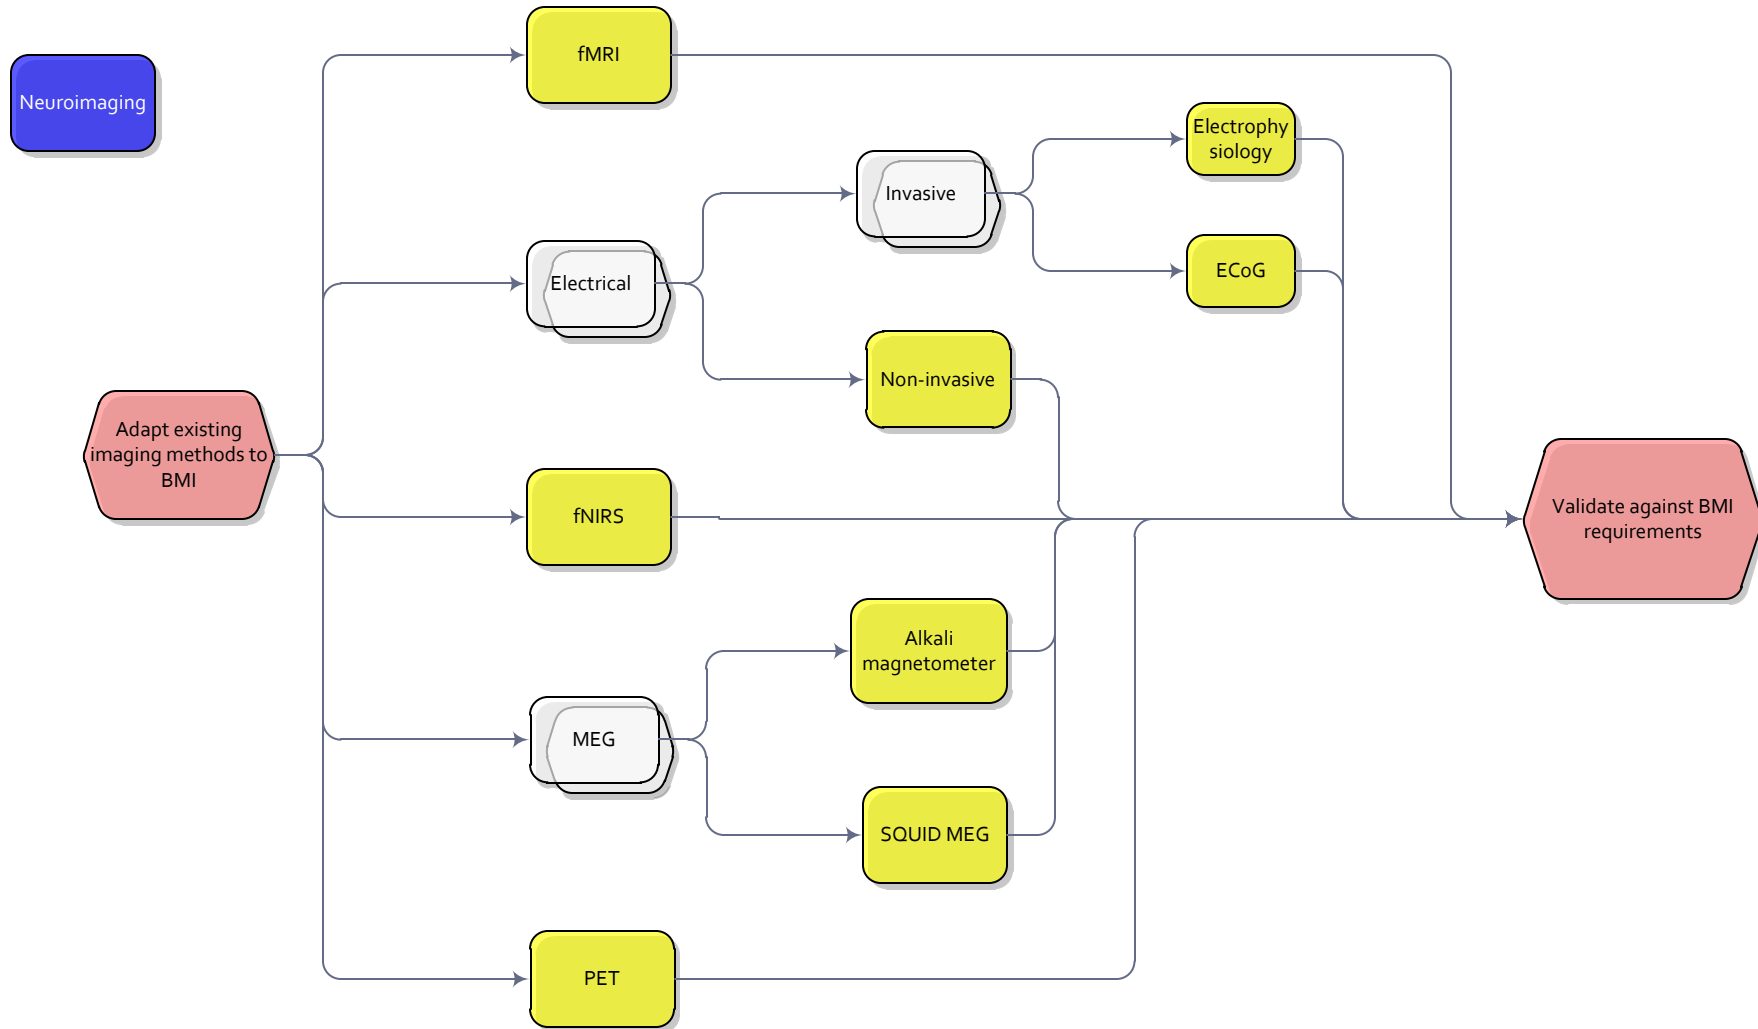 Neuroimaging
fMRI
Electrophy
siology
Invasive
ECoG
Electrical
Non-invasive
Adapt existing
imaging methods to
BMI
fNIRS
Validate against BMI
requirements
Alkali
magnetometer
MEG
SQUID MEG
PET